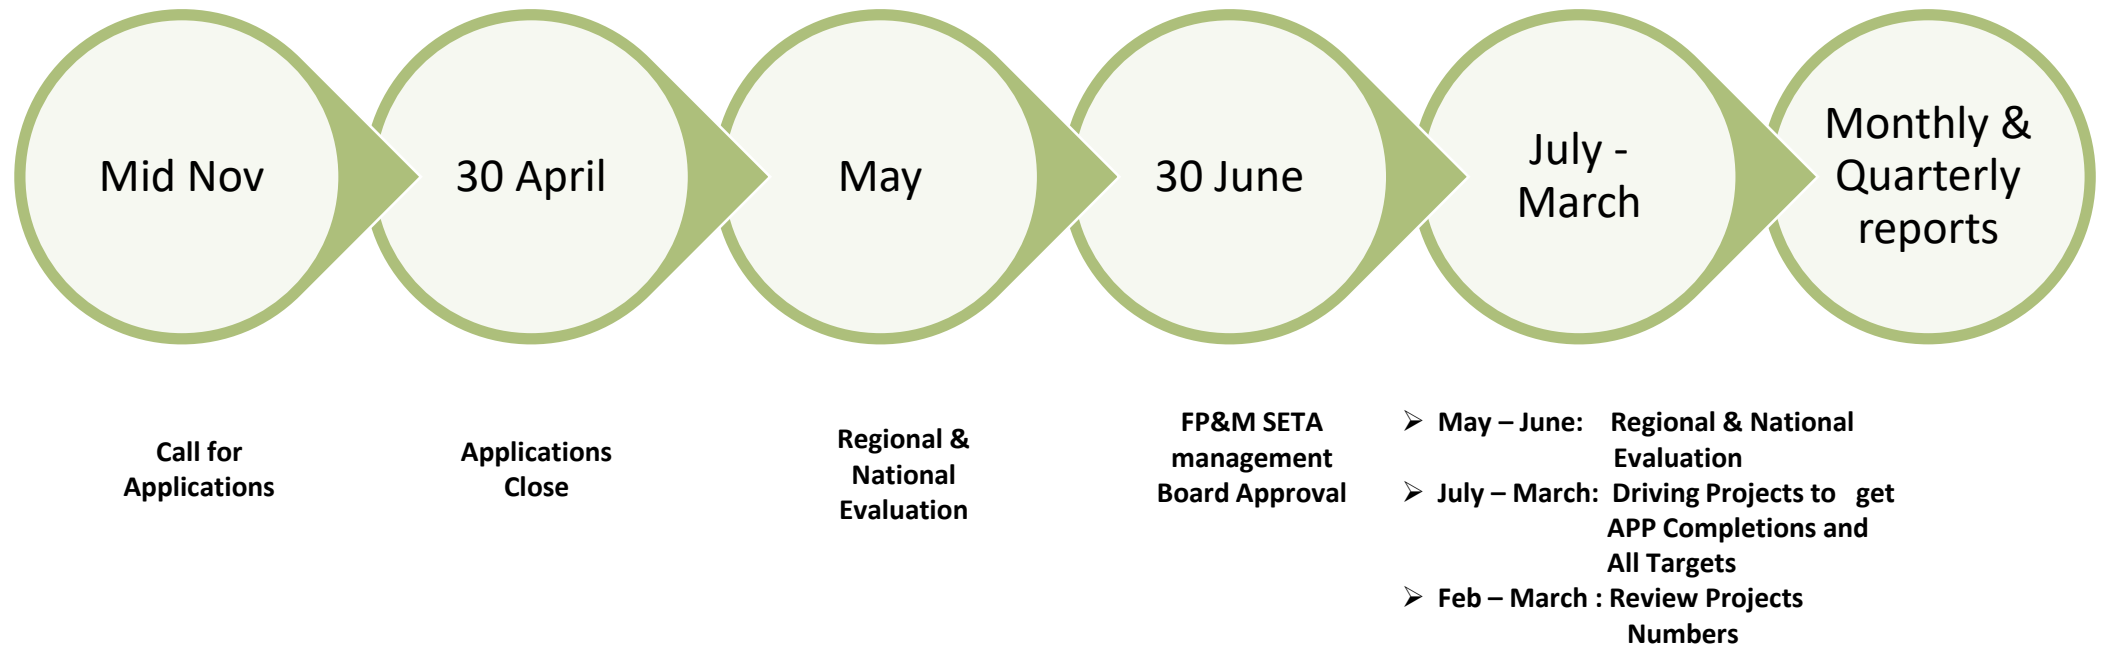 Mid Nov
30 April
May
30 June
July -
March
Monthly &
Quarterly
reports
Call for
Applications
Applications
Close
Regional &
National
Evaluation
FP&M SETA
management
Board Approval
➢ May – June: Regional & National
Evaluation
➢ July – March: Driving Projects to get
APP Completions and
All Targets
➢ Feb – March : Review Projects
Numbers